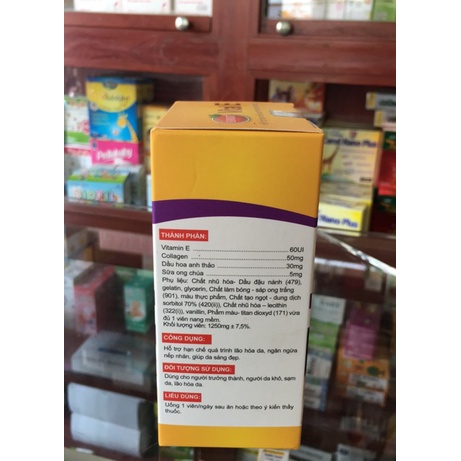 THÀNH PHẦN:
Vitamin E ........ 60UI
Collagen ........ 50mg
Dầu hoa anh thảo ........ 30mg
Sữa ong chúa ........ 5mg
Phụ liệu: Chất nhũ hóa- Dầu đậu nành (479),
gelatin, glycerin, Chất làm bóng - sáp ong trắng
(901), màu thực phẩm, Chất tạo ngọt - dung dịch
sorbitol 70% (420(ii)), Chất nhũ hóa – lecithin
(322(i)), vanillin, Phẩm màu- titan dioxyd (171) vừa
đủ 1 viên nang mềm.
Khối lượng viên: 1250mg ± 7,5%.
CÔNG DỤNG:
Hỗ trợ hạn chế quá trình lão hóa da, ngăn ngừa
nếp nhăn, giúp da sáng đẹp.
ĐỐI TƯỢNG SỬ DỤNG:
Dùng cho người trưởng thành, người da khô, sạm
da, lão hóa da.
LIỀU DÙNG:
Uống 1 viên/ngày sau ăn hoặc theo ý kiến thầy
thuốc.